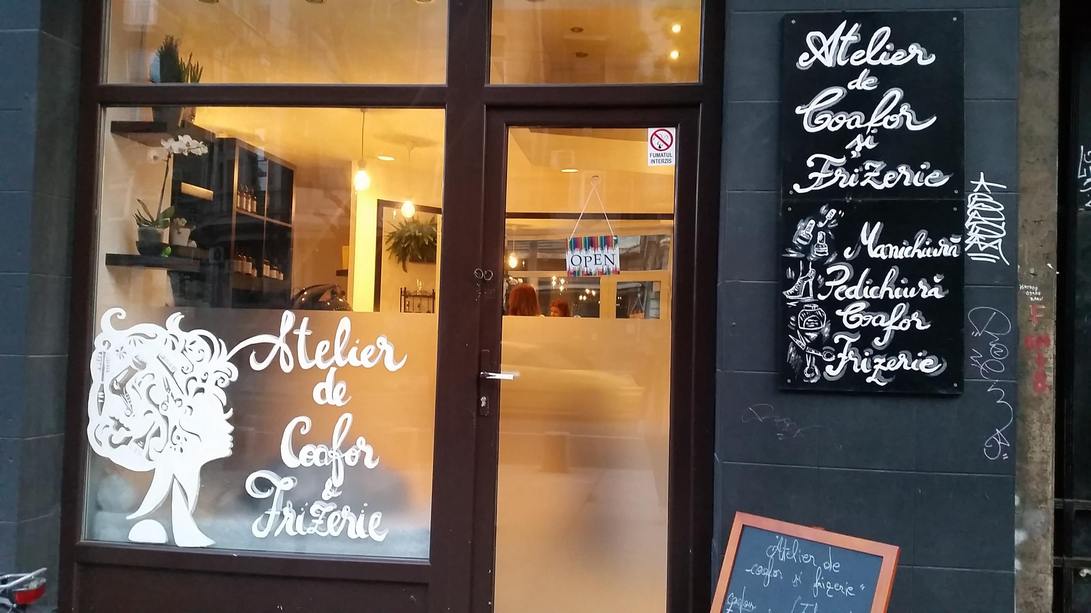 Atelier
de
Coafor
&
Frizerie
FUMATUL
INTERZIS
OPEN
Atelier
de
Coafor
și
Frizerie
Manichiură
Pedichiură
Coafor
Frizerie
"Atelier de
coafor și frizerie"